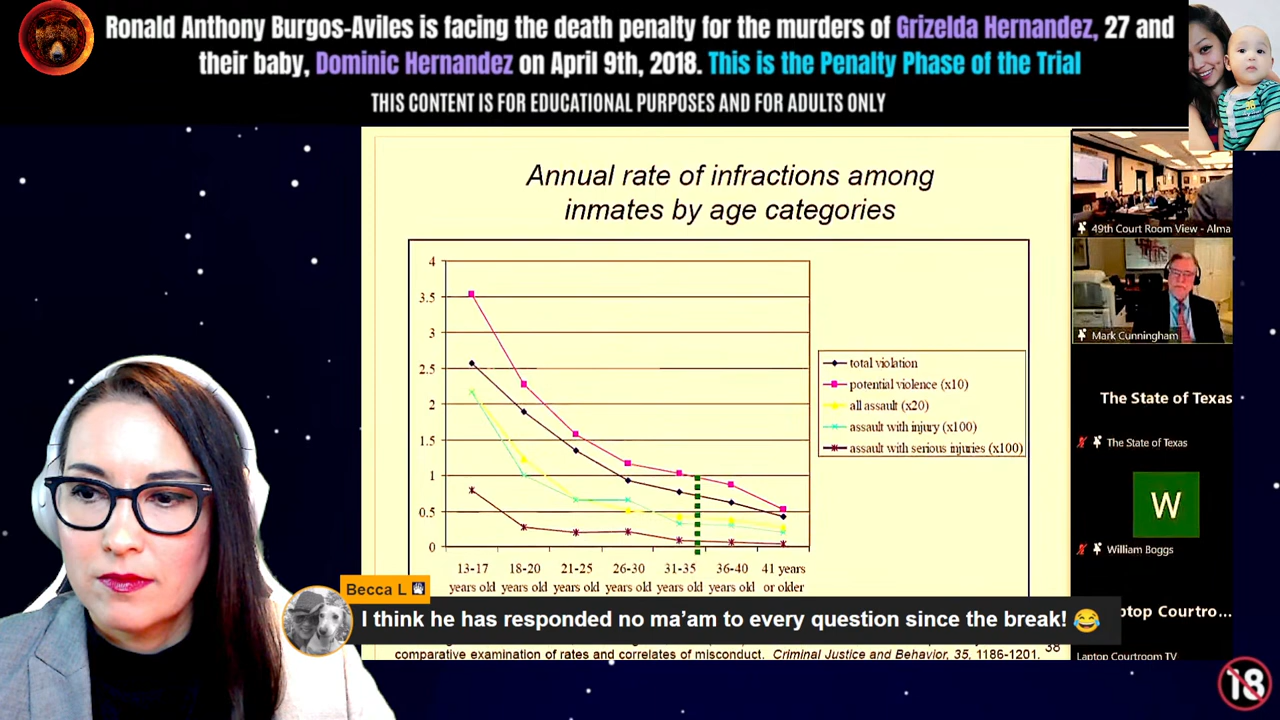 Ronald Anthony Burgos-Aviles is facing the death penalty for the murders of Grizelda Hernandez, 27 and
their baby, Dominic Hernandez on April 9th, 2018. This is the Penalty Phase of the Trial
THIS CONTENT IS FOR EDUCATIONAL PURPOSES AND FOR ADULTS ONLY
Annual rate of infractions among
inmates by age categories
4
3.5
3
2.5
2
1.5
1
0.5
0
13-17 18-20 21-25 26-30 31-35 36-40 41 years
years old years old years old years old years old years old or older
total violation
potential violence (x10)
all assault (x20)
assault with injury (x100)
assault with serious injuries (x100)
49th Court Room View - Alma
Mark Cunningham
The State of Texas
The State of Texas
W
William Boggs
ptop Courtro...
Laptop Courtroom TV
Becca L
I think he has responded no ma'am to every question since the break! 😂
comparative examination of rates and correlates of misconduct. Criminal Justice and Behavior, 35, 1186-1201.
38
18